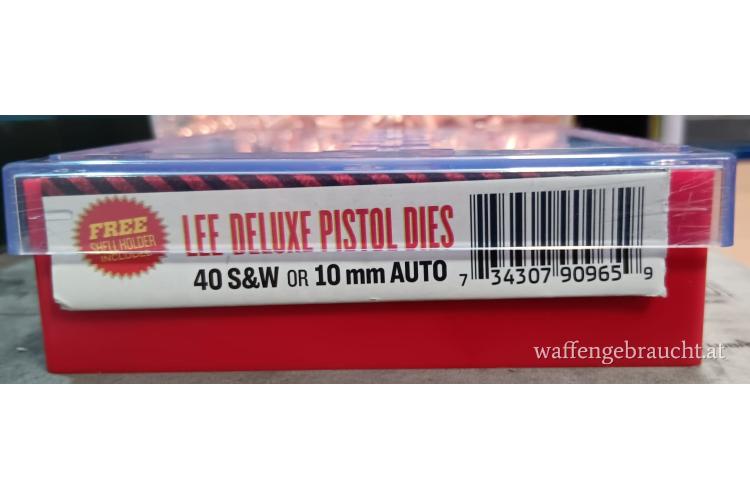 FREE
SHELL HOLDER
INCLUDED
LEE DELUXE PISTOL DIES
40 S&W OR 10 mm AUTO
7 34307 90965 9
waffengebraucht.at